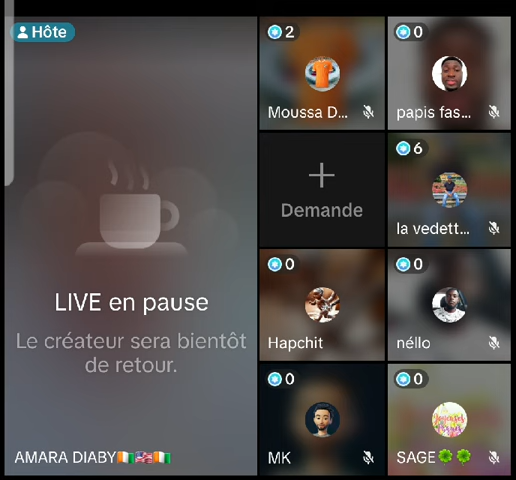 Hôte
2
0
Moussa D...
papis fas...
Demande
6
la vedett...
LIVE en pause
Le créateur sera bientôt
de retour.
0
0
Hapchit
néllo
0
0
AMARA DIABY🇨🇮🇺🇸🇨🇮
MK
SAGE🍀🍀